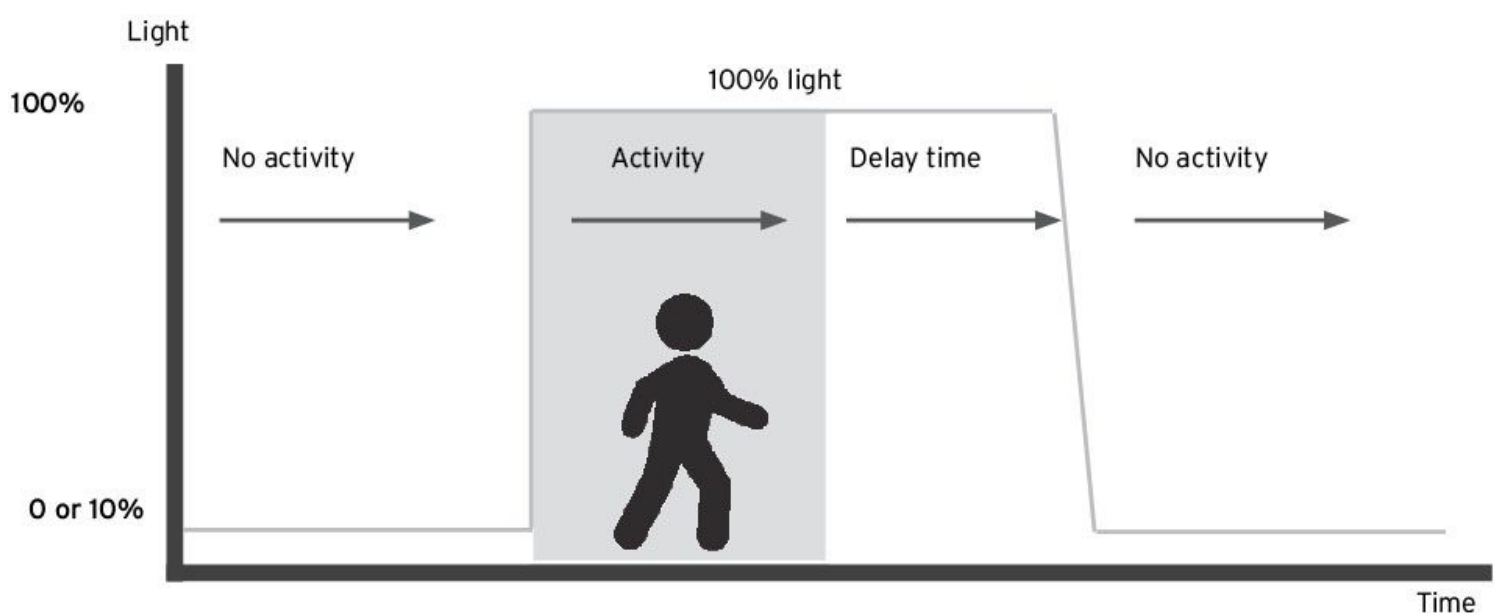 Light
100% light
100%
No activity
Activity
Delay time
No activity
0 or 10%
Time